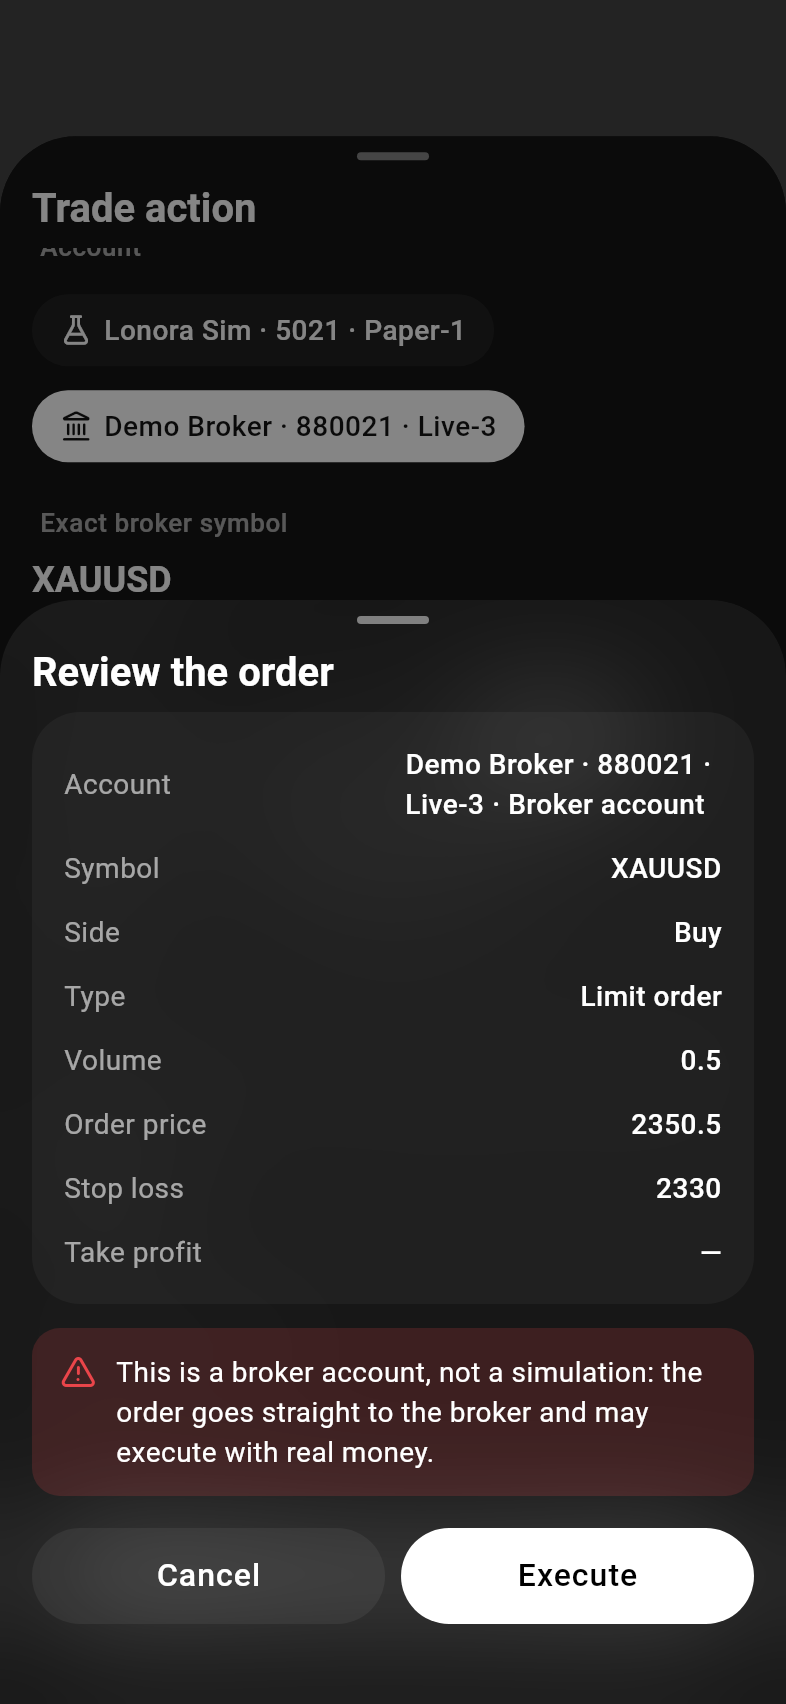 Trade action
Account
Lonora Sim · 5021 · Paper-1
Demo Broker · 880021 · Live-3
Exact broker symbol
XAUUSD
Review the order
Account
Demo Broker · 880021 ·
Live-3 · Broker account
Symbol
XAUUSD
Side
Buy
Type
Limit order
Volume
0.5
Order price
2350.5
Stop loss
2330
Take profit
—
This is a broker account, not a simulation: the
order goes straight to the broker and may
execute with real money.
Cancel
Execute